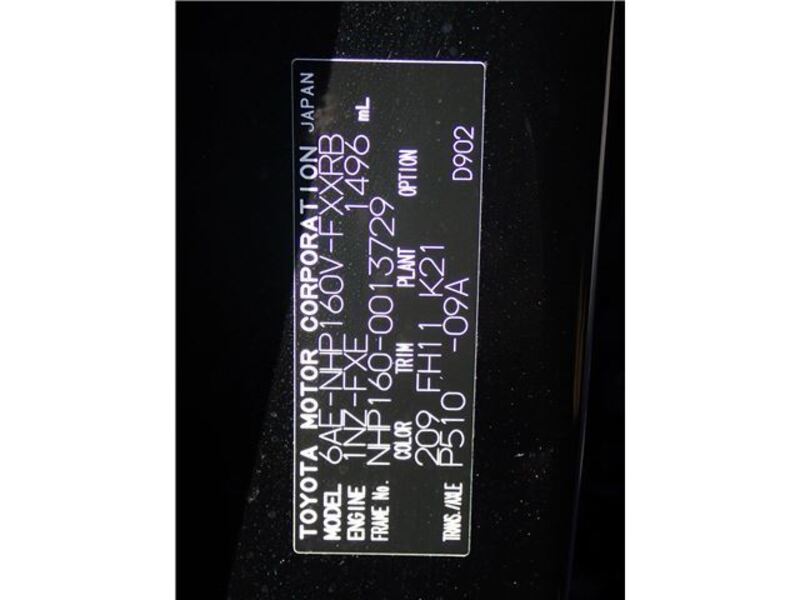 TOYOTA MOTOR CORPORATION JAPAN
MODEL 6AE-NHP160V-FXXRB
ENGINE 1NZ-FXE 1496 mL
FRAME No. NHP160-0013729
COLOR TRIM PLANT OPTION
209 FH11 K21
TRANS./AXLE P510 -09A D902